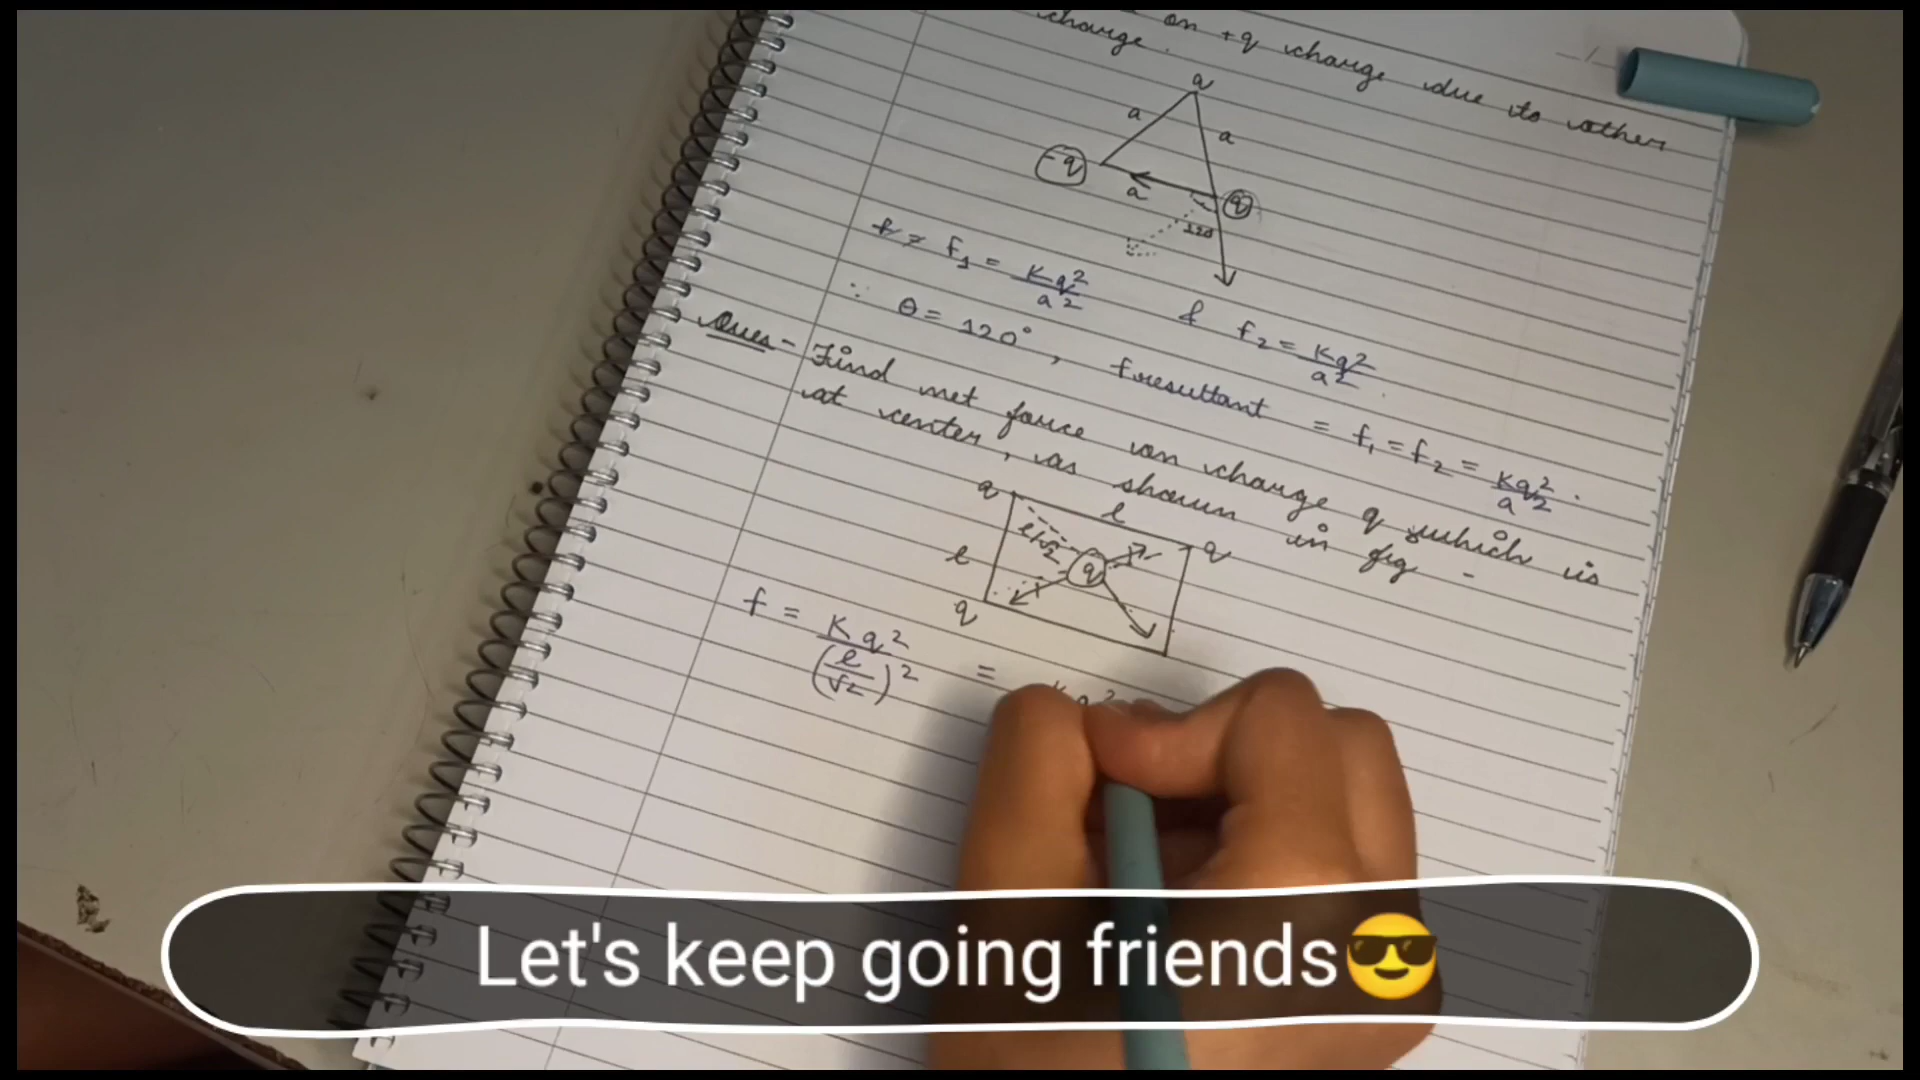 on +q charge due to other
charge.
q
a
a
-q
a
q
120
f₁ = Kq²/a² & f₂ = Kq²/a²
∵ θ = 120°, fresultant = f₁ = f₂ = Kq²/a².
Ques - Find net force on charge q which is
at center, as shown in fig -
q
l
q
l/√2
q
l
q
f = Kq²/(l/√2)² =
Let's keep going friends😎